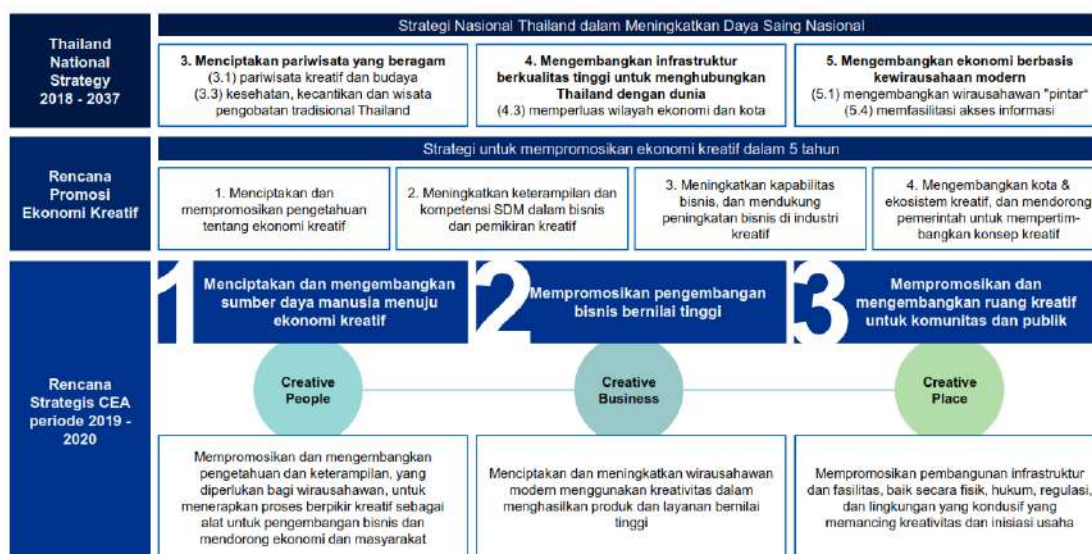 Thailand
National
Strategy
2018 - 2037
Strategi Nasional Thailand dalam Meningkatkan Daya Saing Nasional
3. Menciptakan pariwisata yang beragam
(3.1) pariwisata kreatif dan budaya
(3.3) kesehatan, kecantikan dan wisata
pengobatan tradisional Thailand
4. Mengembangkan infrastruktur
berkualitas tinggi untuk menghubungkan
Thailand dengan dunia
(4.3) memperluas wilayah ekonomi dan kota
5. Mengembangkan ekonomi berbasis
kewirausahaan modern
(5.1) mengembangkan wirausahawan "pintar"
(5.4) memfasilitasi akses informasi
Rencana
Promosi
Ekonomi Kreatif
Strategi untuk mempromosikan ekonomi kreatif dalam 5 tahun
1. Menciptakan dan
mempromosikan pengetahuan
tentang ekonomi kreatif
2. Meningkatkan keterampilan dan
kompetensi SDM dalam bisnis
dan pemikiran kreatif
3. Meningkatkan kapabilitas
bisnis, dan mendukung
peningkatan bisnis di industri
kreatif
4. Mengembangkan kota &
ekosistem kreatif, dan mendorong
pemerintah untuk mempertim-
bangkan konsep kreatif
Rencana
Strategis CEA
periode 2019 -
2020
1
Menciptakan dan mengembangkan
sumber daya manusia menuju
ekonomi kreatif
2
Mempromosikan pengembangan
bisnis bernilai tinggi
3
Mempromosikan dan
mengembangkan ruang kreatif
untuk komunitas dan publik
Creative
People
Creative
Business
Creative
Place
Mempromosikan dan mengembangkan
pengetahuan dan keterampilan, yang
diperlukan bagi wirausahawan, untuk
menerapkan proses berpikir kreatif sebagai
alat untuk pengembangan bisnis dan
mendorong ekonomi dan masyarakat
Menciptakan dan meningkatkan wirausahawan
modern menggunakan kreativitas dalam
menghasilkan produk dan layanan bernilai
tinggi
Mempromosikan pembangunan infrastruktur
dan fasilitas, baik secara fisik, hukum, regulasi,
dan lingkungan yang kondusif yang
memancing kreativitas dan inisiasi usaha